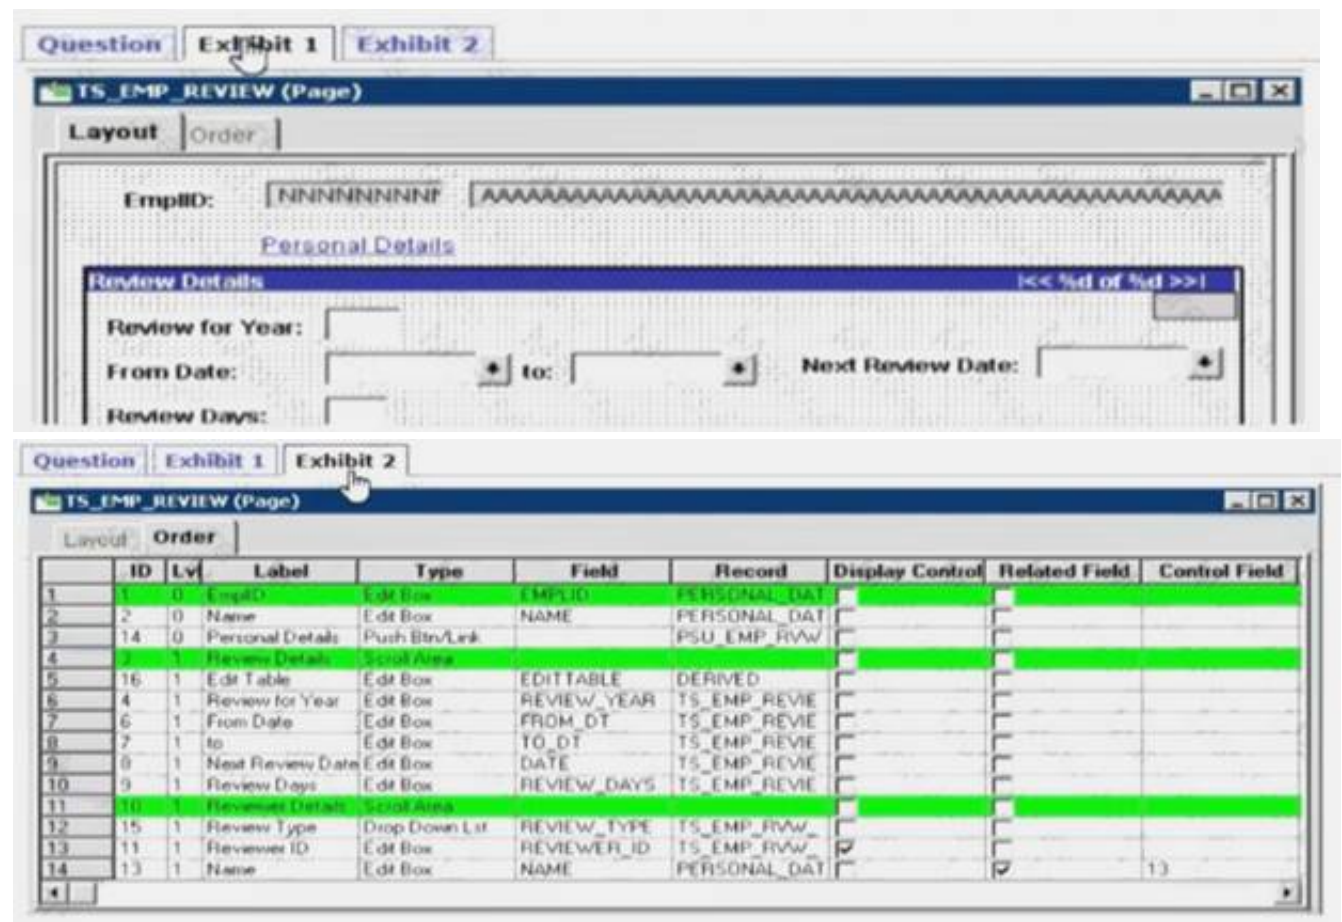 Question Exhibit 1 Exhibit 2
TS_EMP_REVIEW (Page)
Layout Order
EmplID: NNNNNNNNN AAAAAAAAAAAAAAAAAAAAAAAAAAAAAAAAAAAAAAAAAAAAAAAAAA
Personal Details
Review Details |<< %d of %d >>|
Review for Year:
From Date: to: Next Review Date:
Review Days:
Question Exhibit 1 Exhibit 2
TS_EMP_REVIEW (Page)
Layout Order
ID Lvl Label Type Field Record Display Control Related Field Control Field
1 1 0 EmplID Edit Box EMPLID PERSONAL_DAT
2 2 0 Name Edit Box NAME PERSONAL_DAT
3 14 0 Personal Details Push Btn/Link PSU_EMP_RVW
4 3 1 Review Details Scroll Area
5 16 1 Edit Table Edit Box EDITTABLE DERIVED
6 4 1 Review for Year Edit Box REVIEW_YEAR TS_EMP_REVIE
7 6 1 From Date Edit Box FROM_DT TS_EMP_REVIE
8 7 1 to Edit Box TO_DT TS_EMP_REVIE
9 8 1 Next Review Date Edit Box DATE TS_EMP_REVIE
10 9 1 Review Days Edit Box REVIEW_DAYS TS_EMP_REVIE
11 10 1 Reviewer Details Scroll Area
12 15 1 Review Type Drop Down Lst REVIEW_TYPE TS_EMP_RVW_
13 11 1 Reviewer ID Edit Box REVIEWER_ID TS_EMP_RVW_
14 13 1 Name Edit Box NAME PERSONAL_DAT 13